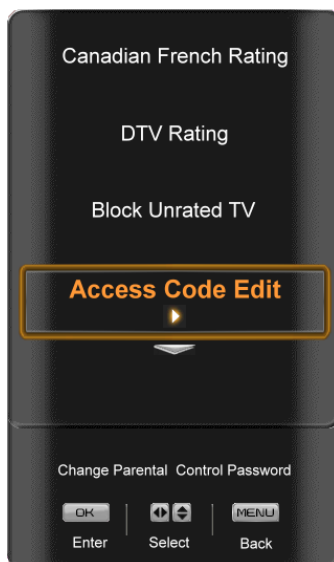 Canadian French Rating
DTV Rating
Block Unrated TV
Access Code Edit
Change Parental Control Password
OK MENU
Enter Select Back